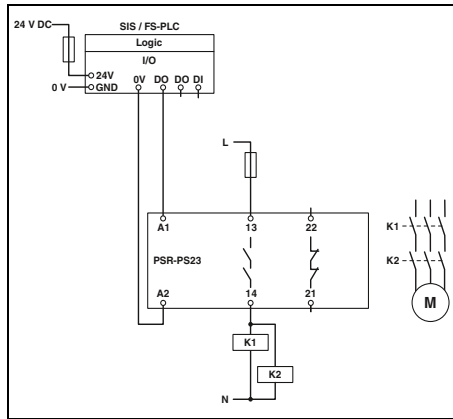 24 V DC
SIS / FS-PLC
Logic
I/O
24V
0V DO DO DI
0 V GND
L
A1 13 22
PSR-PS23
A2 14 21
K1
K2
N
K1
K2
M